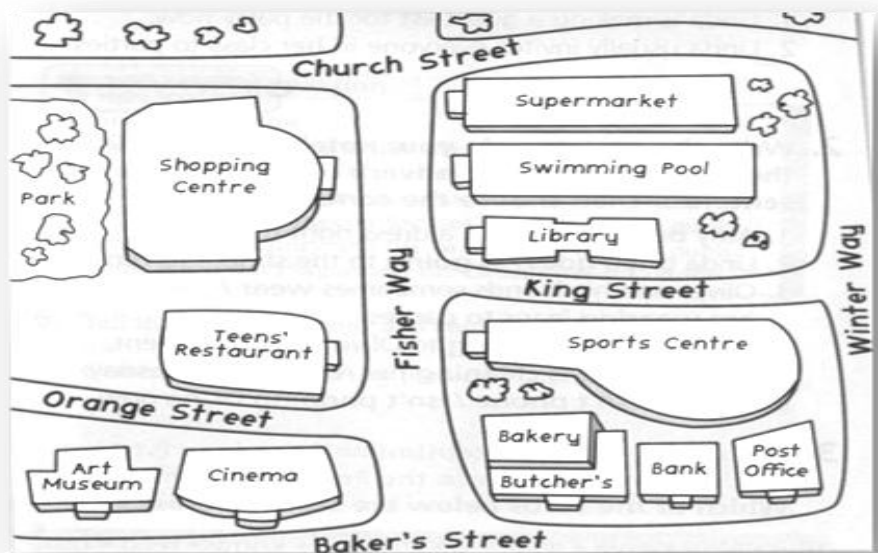 Church Street
Supermarket
Shopping
Centre
Swimming Pool
Park
Library
Fisher Way
King Street
Winter Way
Teens'
Restaurant
Sports Centre
Orange Street
Art
Museum
Cinema
Bakery
Butcher's
Bank
Post
Office
Baker's Street